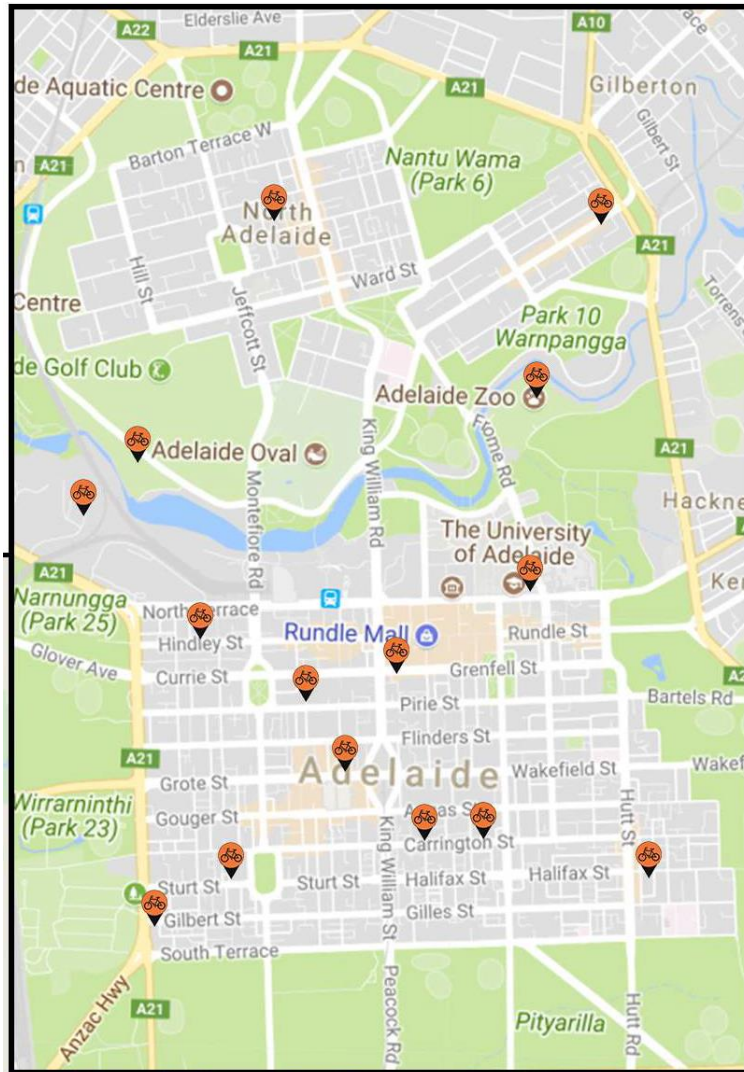 Elderslie Ave
A22
A10
A21
de Aquatic Centre
A21
Gilberton
Gilbert St
Barton Terrace W
Nantu Wama
(Park 6)
A21
North
Adelaide
A21
Hill St
Ward St
Jeffcott St
Centre
Park 10
Warnpangga
Torrens
de Golf Club
Adelaide Zoo
King William Rd
Frome Rd
Adelaide Oval
A21
Montefiore Rd
Hackne
The University
of Adelaide
A21
Narnungga
(Park 25)
North Terrace
Hindley St
Rundle Mall
Rundle St
Glover Ave
Currie St
Grenfell St
Pirie St
Bartels Rd
Flinders St
A21
Adelaide
Grote St
Wakefield St
Wakef
Wirrarninthi
(Park 23)
Gouger St
Hutt St
King William St
Carrington St
Sturt St
Sturt St
Halifax St
Halifax St
Gilbert St
Gilles St
South Terrace
Peacock Rd
Anzac Hwy
A21
Pityarilla
Hutt Rd